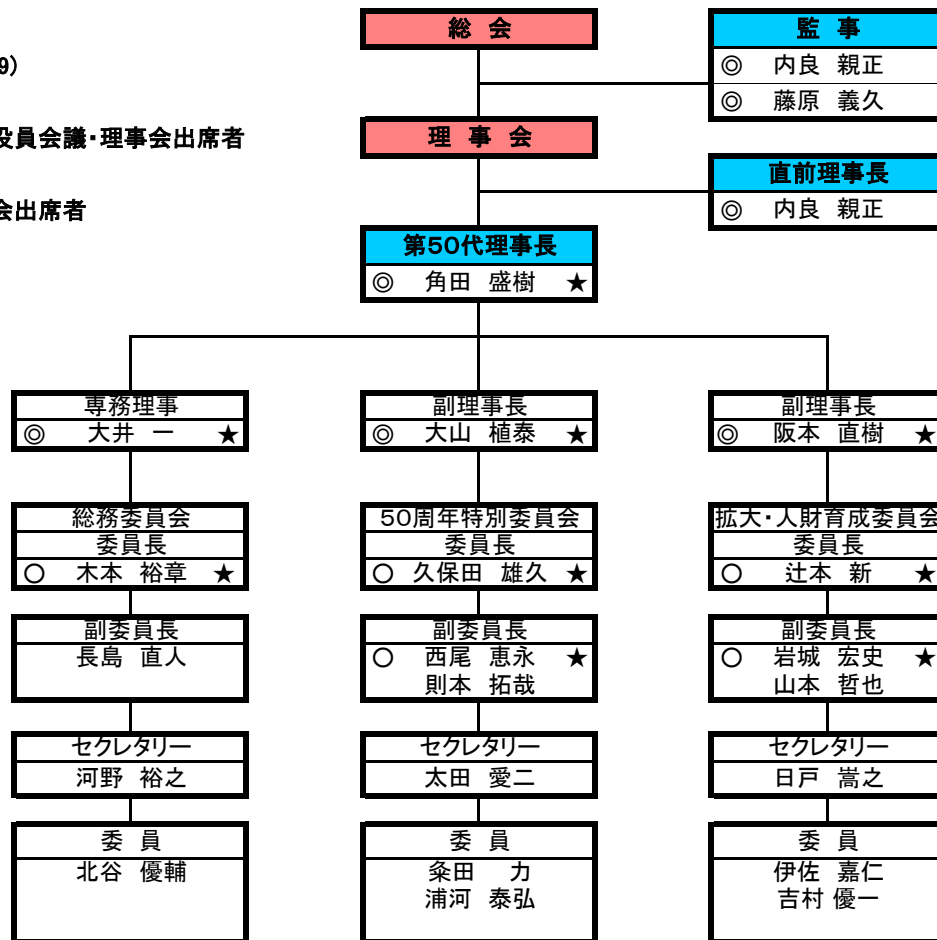 総 会
監 事
9)
◎ 内良 親正
◎ 藤原 義久
役員会議・理事会出席者
理 事 会
直前理事長
会出席者
◎ 内良 親正
第50代理事長
◎ 角田 盛樹 ★
専務理事
◎ 大井 一 ★
副理事長
◎ 大山 植泰 ★
副理事長
◎ 阪本 直樹 ★
総務委員会
委員長
○ 木本 裕章 ★
50周年特別委員会
委員長
○ 久保田 雄久 ★
拡大・人財育成委員会
委員長
○ 辻本 新 ★
副委員長
長島 直人
副委員長
○ 西尾 恵永 ★
則本 拓哉
副委員長
○ 岩城 宏史 ★
山本 哲也
セクレタリー
河野 裕之
セクレタリー
太田 愛二
セクレタリー
日戸 嵩之
委 員
北谷 優輔
委 員
粂田 力
浦河 泰弘
委 員
伊佐 嘉仁
吉村 優一